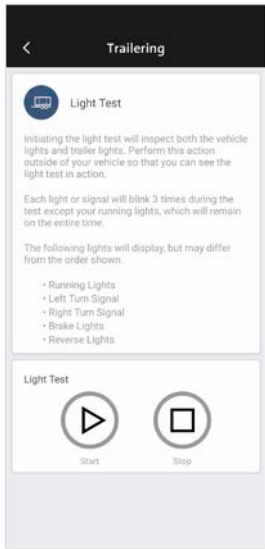 Trailering
Light Test
Initiating the light test will inspect both the vehicle
lights and trailer lights. Perform this action
outside of your vehicle so that you can see the
light test in action.
Each light or signal will blink 3 times during the
test except your running lights, which will remain
on the entire time.
The following lights will display, but may differ
from the order shown.
• Running Lights
• Left Turn Signal
• Right Turn Signal
• Brake Lights
• Reverse Lights
Light Test
Start Stop